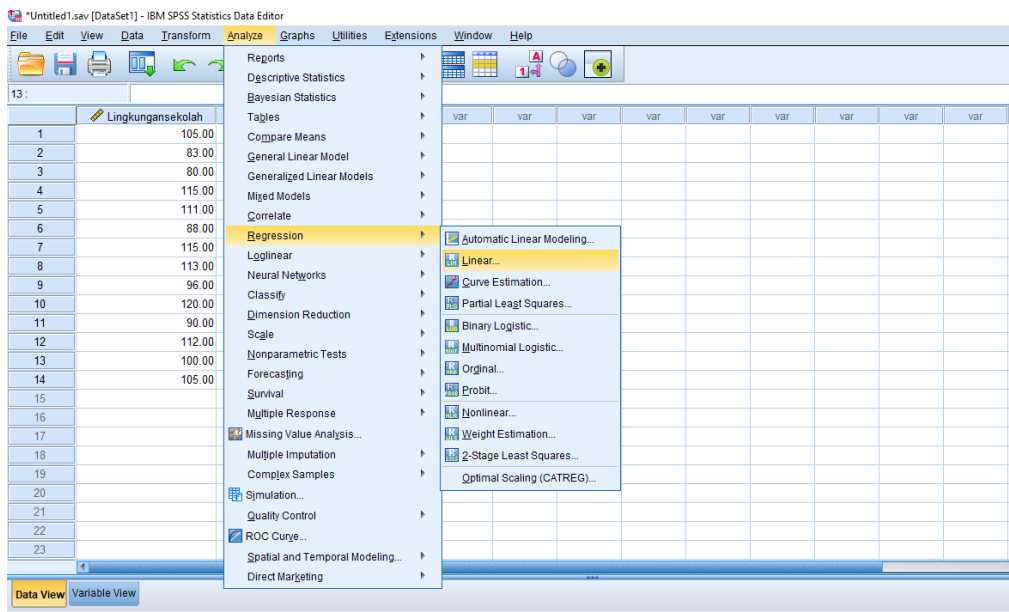 *Untitled1.sav [DataSet1] - IBM SPSS Statistics Data Editor
File Edit View Data Transform Analyze Graphs Utilities Extensions Window Help
13 :
Lingkungansekolah var var var var var var var var var
1 105.00
2 83.00
3 80.00
4 115.00
5 111.00
6 88.00
7 115.00
8 113.00
9 96.00
10 120.00
11 90.00
12 112.00
13 100.00
14 105.00
15
16
17
18
19
20
21
22
23
Reports
Descriptive Statistics
Bayesian Statistics
Tables
Compare Means
General Linear Model
Generalized Linear Models
Mixed Models
Correlate
Regression
Loglinear
Neural Networks
Classify
Dimension Reduction
Scale
Nonparametric Tests
Forecasting
Survival
Multiple Response
Missing Value Analysis...
Multiple Imputation
Complex Samples
Simulation...
Quality Control
ROC Curve...
Spatial and Temporal Modeling...
Direct Marketing
Automatic Linear Modeling...
Linear...
Curve Estimation...
Partial Least Squares...
Binary Logistic...
Multinomial Logistic...
Ordinal...
Probit...
Nonlinear...
Weight Estimation...
2-Stage Least Squares...
Optimal Scaling (CATREG)...
Data View Variable View